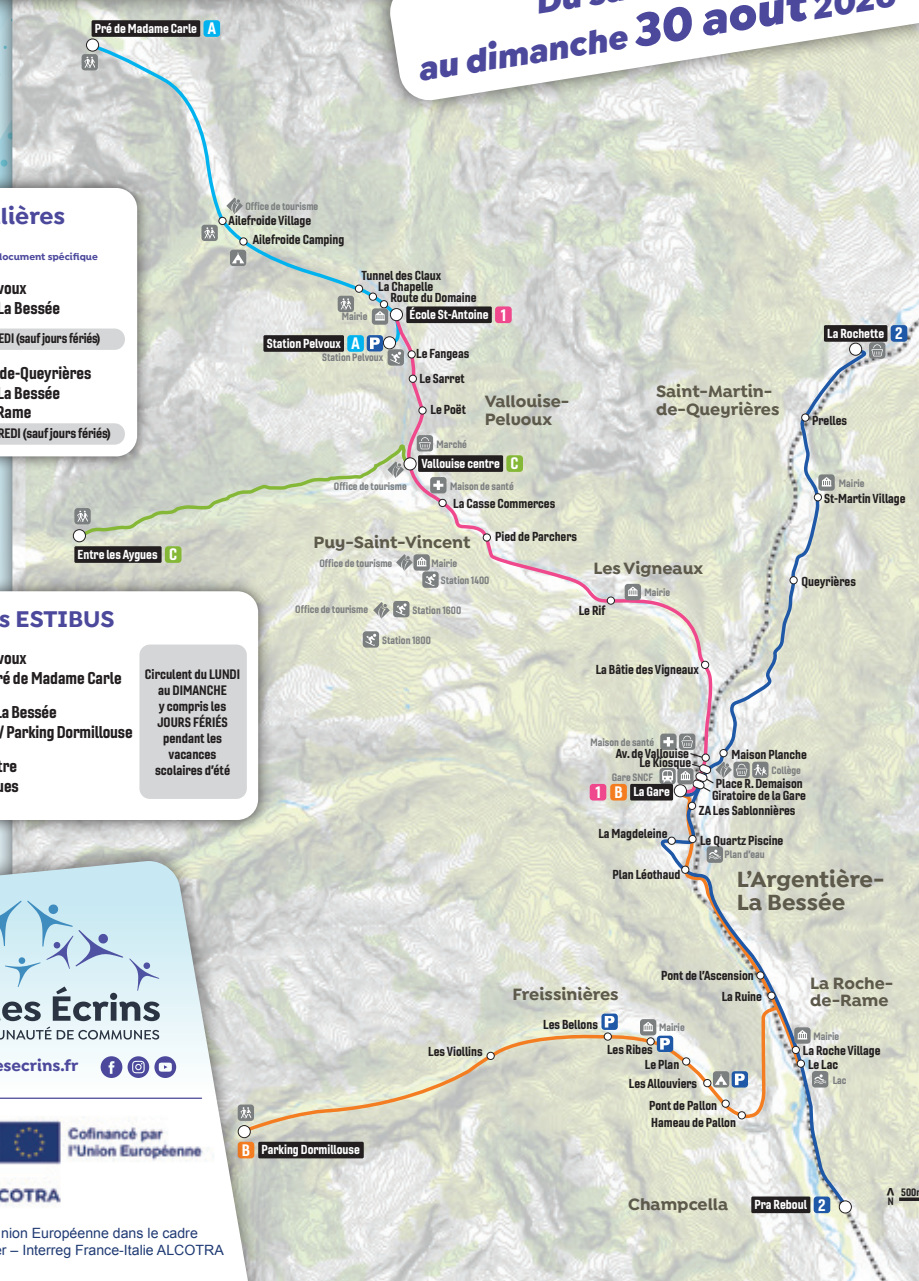 Du
au dimanche 30 août 2026
Pré de Madame Carle A
Office de tourisme
Ailefroide Village
Ailefroide Camping
Tunnel des Claux
La Chapelle
Route du Domaine
Mairie
École St-Antoine 1
Station Pelvoux A P
Station Pelvoux
Le Fangeas
Le Sarret
Le Poët
Vallouise-
Pelvoux
Marché
Vallouise centre C
Office de tourisme
Maison de santé
La Casse Commerces
Entre les Aygues C
Pied de Parchers
Puy-Saint-Vincent
Office de tourisme
Mairie
Station 1400
Office de tourisme
Station 1600
Station 1800
Les Vigneaux
Mairie
Le Rif
La Bâtie des Vigneaux
La Rochette 2
Saint-Martin-
de-Queyrières
Prelles
Mairie
St-Martin Village
Queyrières
Maison de santé
Av. de Vallouise
Le Kiosque
Gare SNCF
1 B La Gare
Maison Planche
Collège
Place R. Demaison
Giratoire de la Gare
ZA Les Sablonnières
La Magdeleine
Le Quartz Piscine
Plan d'eau
Plan Léothaud
L'Argentière-
La Bessée
Pont de l'Ascension
La Ruine
La Roche-
de-Rame
Mairie
La Roche Village
Le Lac
Lac
Freissinières
Les Bellons P
Mairie
Les Ribes P
Les Viollins
Le Plan
Les Allouviers P
Pont de Pallon
Hameau de Pallon
B Parking Dormillouse
Champcella
Pra Reboul 2
N
500m
lières
document spécifique
voux
La Bessée
EDI (sauf jours fériés)
de-Queyrières
La Bessée
Rame
REDI (sauf jours fériés)
s ESTIBUS
voux
ré de Madame Carle
La Bessée
/ Parking Dormillouse
tre
ues
Circulent du LUNDI
au DIMANCHE
y compris les
JOURS FÉRIÉS
pendant les
vacances
scolaires d'été
es Écrins
UNAUTÉ DE COMMUNES
esecrins.fr
Cofinancé par
l'Union Européenne
COTRA
nion Européenne dans le cadre
er – Interreg France-Italie ALCOTRA